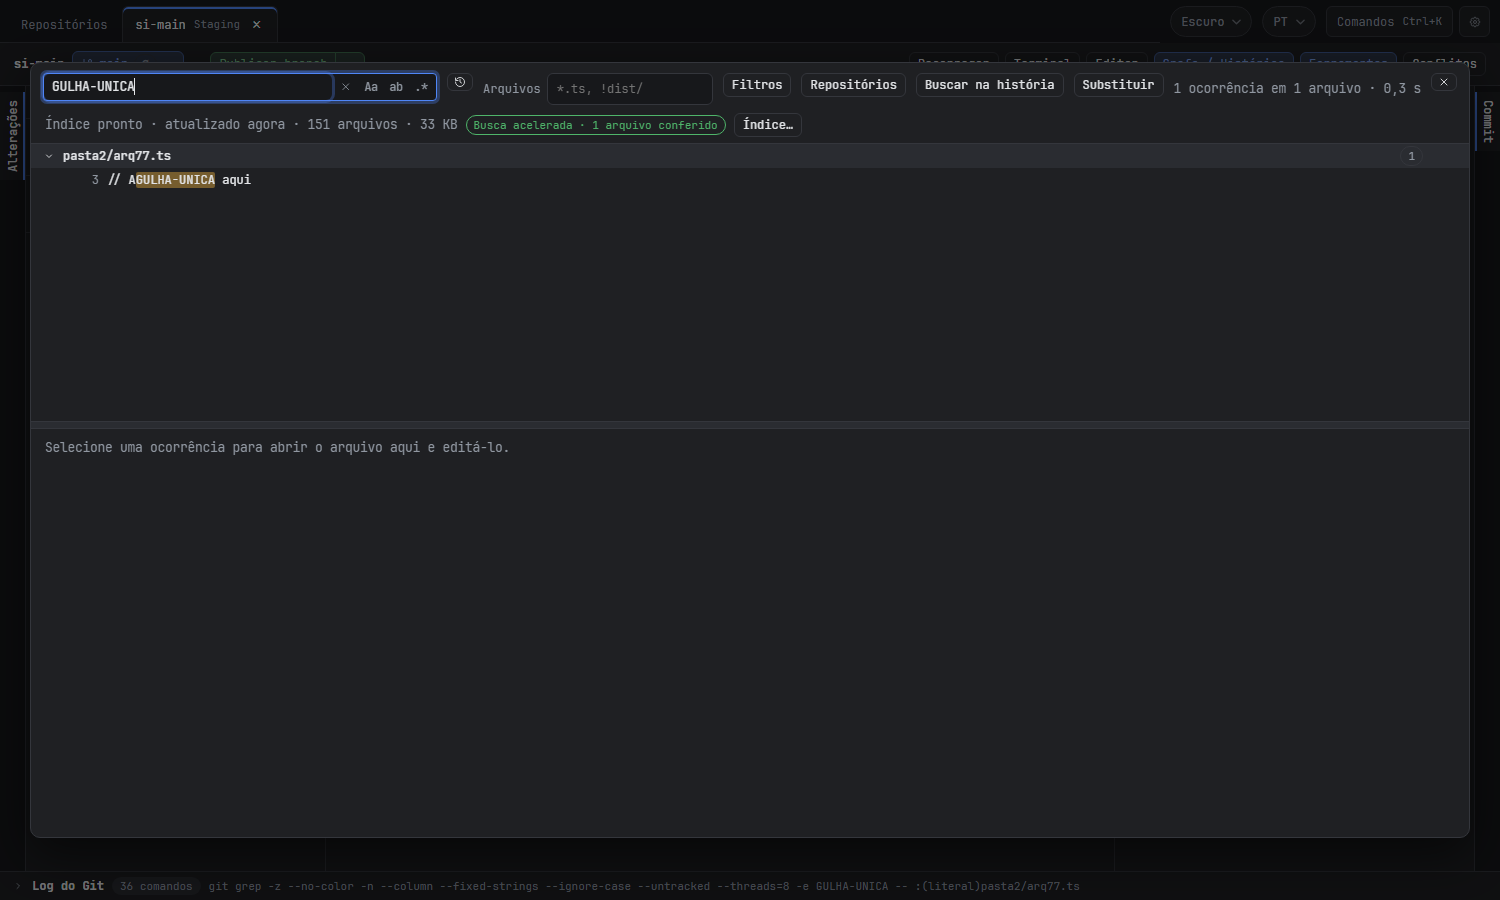 Repositórios si-main Staging × Escuro PT Comandos Ctrl+K
GULHA-UNICA × Aa ab .* Arquivos *.ts, !dist/ Filtros Repositórios Buscar na história Substituir 1 ocorrência em 1 arquivo · 0,3 s ×
Índice pronto · atualizado agora · 151 arquivos · 33 KB Busca acelerada · 1 arquivo conferido Índice…
Alterações
Commit
pasta2/arq77.ts 1
3 // AGULHA-UNICA aqui
Selecione uma ocorrência para abrir o arquivo aqui e editá-lo.
Log do Git 36 comandos git grep -z --no-color -n --column --fixed-strings --ignore-case --untracked --threads=8 -e GULHA-UNICA -- :(literal)pasta2/arq77.ts